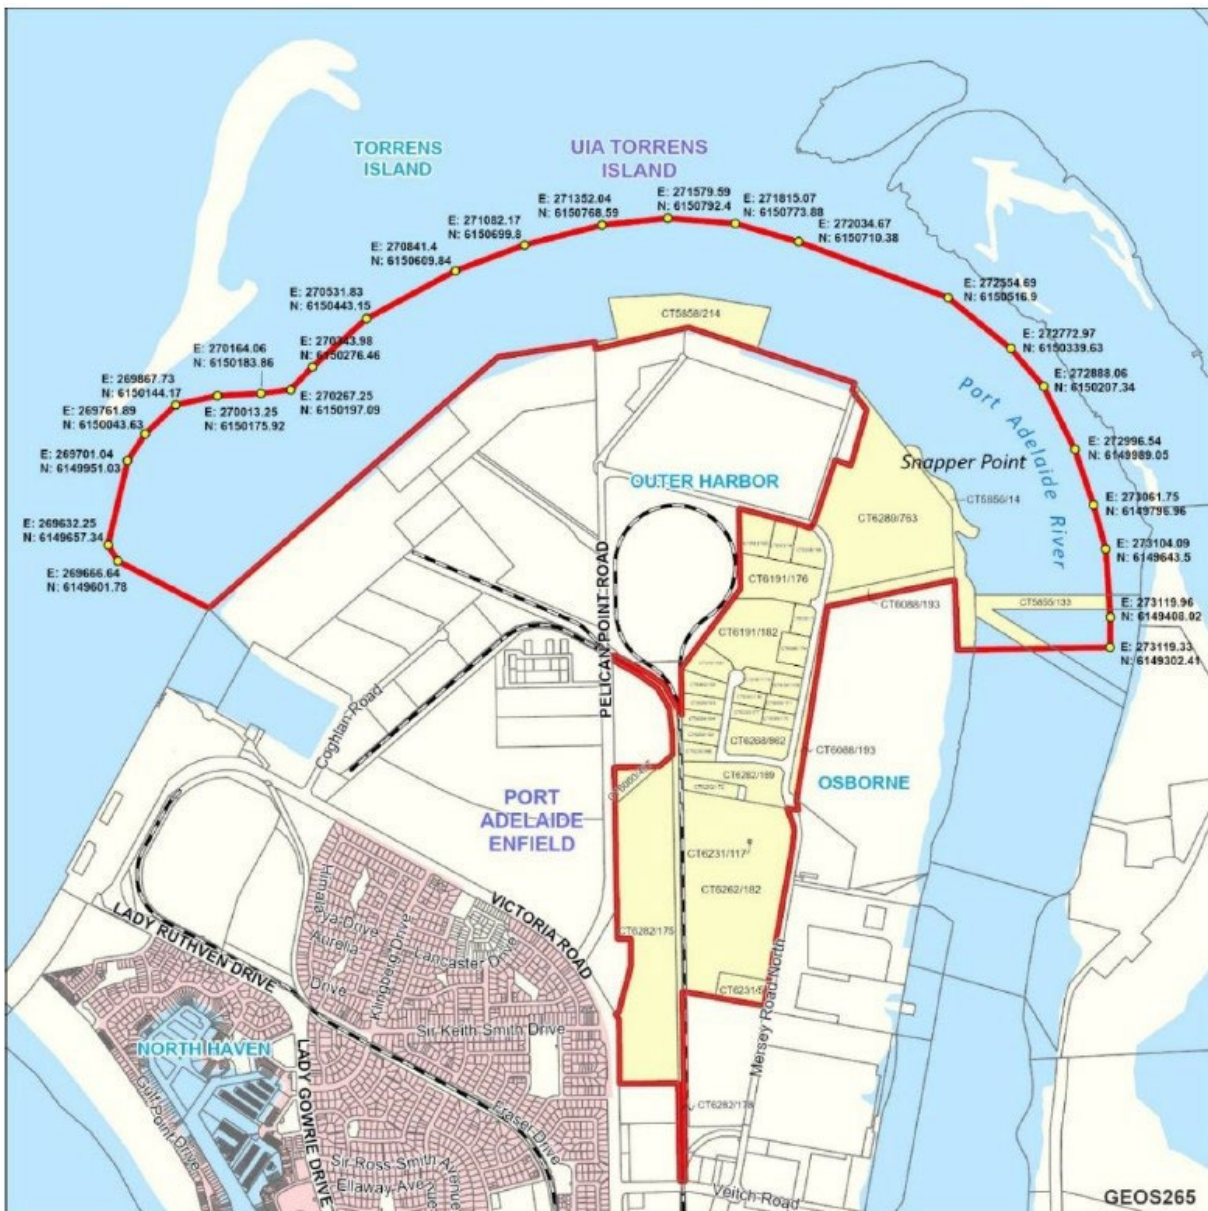 TORRENS
ISLAND
UIA TORRENS
ISLAND
E: 271579.59
N: 6150792.4
E: 271815.07
N: 6150773.88
E: 271352.04
N: 6150768.59
E: 272034.67
N: 6150710.38
E: 271082.17
N: 6150699.8
E: 270841.4
N: 6150609.84
E: 270531.83
N: 6150443.15
E: 272554.69
N: 6150516.9
CT5858/214
E: 272772.97
N: 6150339.63
E: 270343.98
N: 6150276.46
E: 270164.06
N: 6150183.86
E: 269867.73
N: 6150144.17
E: 270267.25
N: 6150197.09
E: 270013.25
N: 6150175.92
E: 272888.06
N: 6150207.34
E: 269761.89
N: 6150043.63
E: 269701.04
N: 6149951.03
Port Adelaide River
E: 272996.54
N: 6149989.05
Snapper Point
OUTER HARBOR
CT5856/14
E: 273061.75
N: 6149796.96
CT6289/763
E: 269632.25
N: 6149657.34
E: 273104.09
N: 6149643.5
E: 269666.64
N: 6149601.78
CT6191/176
CT6088/193
CT5855/133
E: 273119.96
N: 6149408.02
CT6191/182
E: 273119.33
N: 6149302.41
PELICAN POINT ROAD
Coghlan Road
CT6268/862
CT6088/193
CT6282/189
OSBORNE
PORT
ADELAIDE
ENFIELD
CT6231/117
CT6262/182
VICTORIA ROAD
Himala
Ya-Drive
Aurelia
Drive
Klingberg Drive
Lancaster Drive
CT6282/175
LADY RUTHVEN DRIVE
Mersey Road North
Sir Keith Smith Drive
NORTH HAVEN
LADY GOWRIE DRIVE
Gulf Point Drive
Fraser Drive
CT6282/178
Sir Ross Smith Avenue
Ellaway Ave
Veitch Road
GEOS265